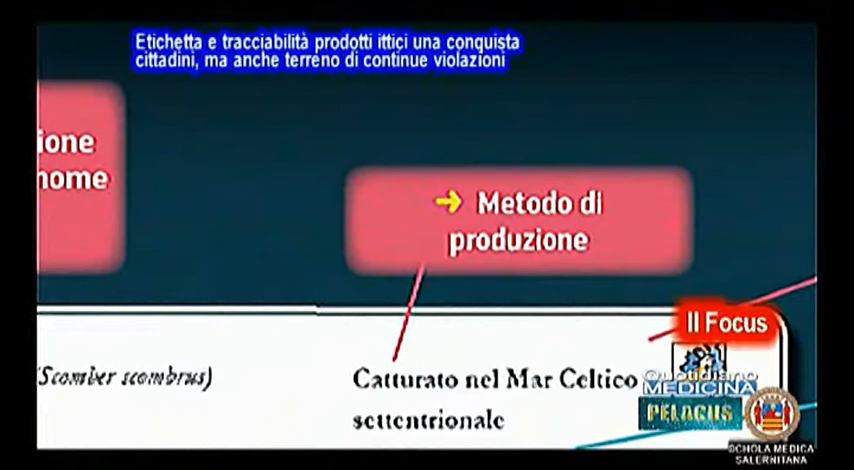 Etichetta e tracciabilità prodotti ittici una conquista
cittadini, ma anche terreno di continue violazioni
ione
nome
➔ Metodo di
produzione
Il Focus
(Scomber scombrus)
Catturato nel Mar Celtico
settentrionale
Quotidiano
MEDICINA
PELAGUS
SCHOLA MEDICA
SALERNITANA